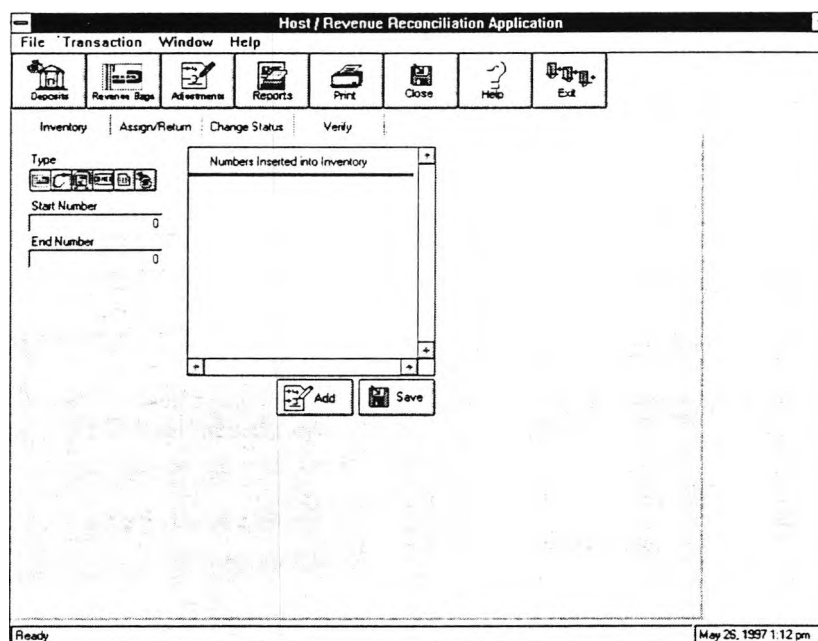 Host / Revenue Reconciliation Application
File Transaction Window Help
Deposits Revenue Bags Adjustments Reports Print Close Help Exit
Inventory Assign/Return Change Status Verify
Type
Numbers Inserted into Inventory
Start Number
0
End Number
0
Add Save
Ready May 26, 1997 1:12 pm